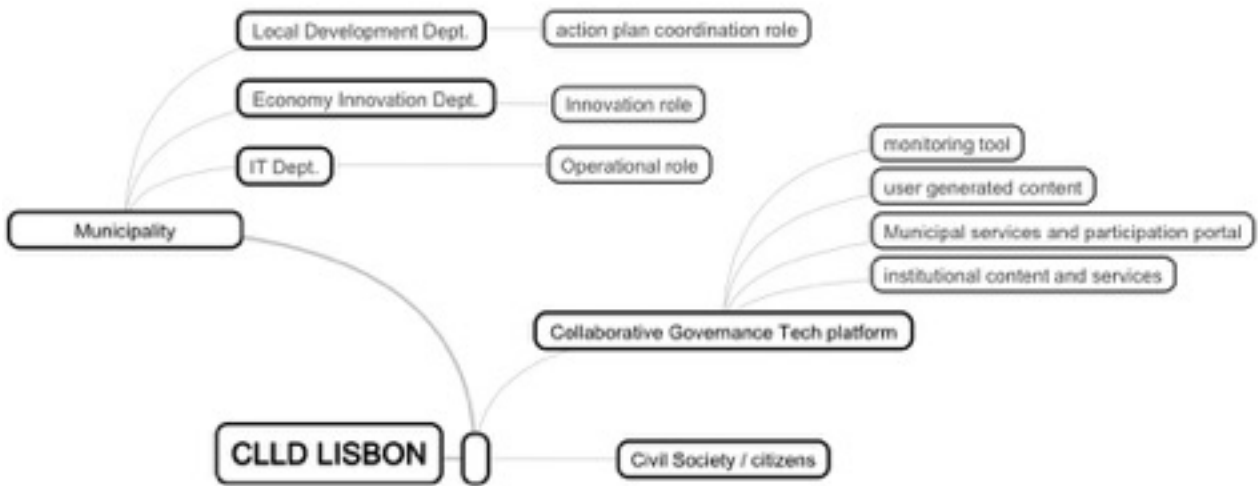 Local Development Dept.
action plan coordination role
Economy Innovation Dept.
Innovation role
IT Dept.
Operational role
Municipality
monitoring tool
user generated content
Municipal services and participation portal
institutional content and services
Collaborative Governance Tech platform
CLLD LISBON
Civil Society / citizens